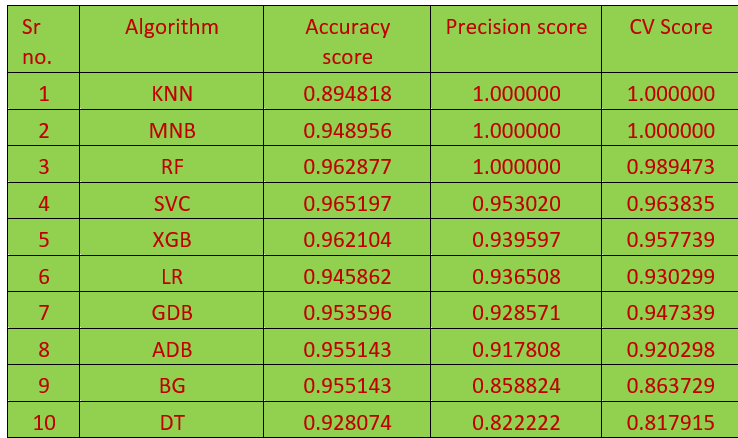 Sr no. Algorithm Accuracy score Precision score CV Score
1 KNN 0.894818 1.000000 1.000000
2 MNB 0.948956 1.000000 1.000000
3 RF 0.962877 1.000000 0.989473
4 SVC 0.965197 0.953020 0.963835
5 XGB 0.962104 0.939597 0.957739
6 LR 0.945862 0.936508 0.930299
7 GDB 0.953596 0.928571 0.947339
8 ADB 0.955143 0.917808 0.920298
9 BG 0.955143 0.858824 0.863729
10 DT 0.928074 0.822222 0.817915